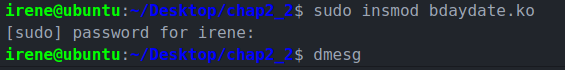 irene@ubuntu:~/Desktop/chap2_2$ sudo insmod bdaydate.ko
[sudo] password for irene:
irene@ubuntu:~/Desktop/chap2_2$ dmesg